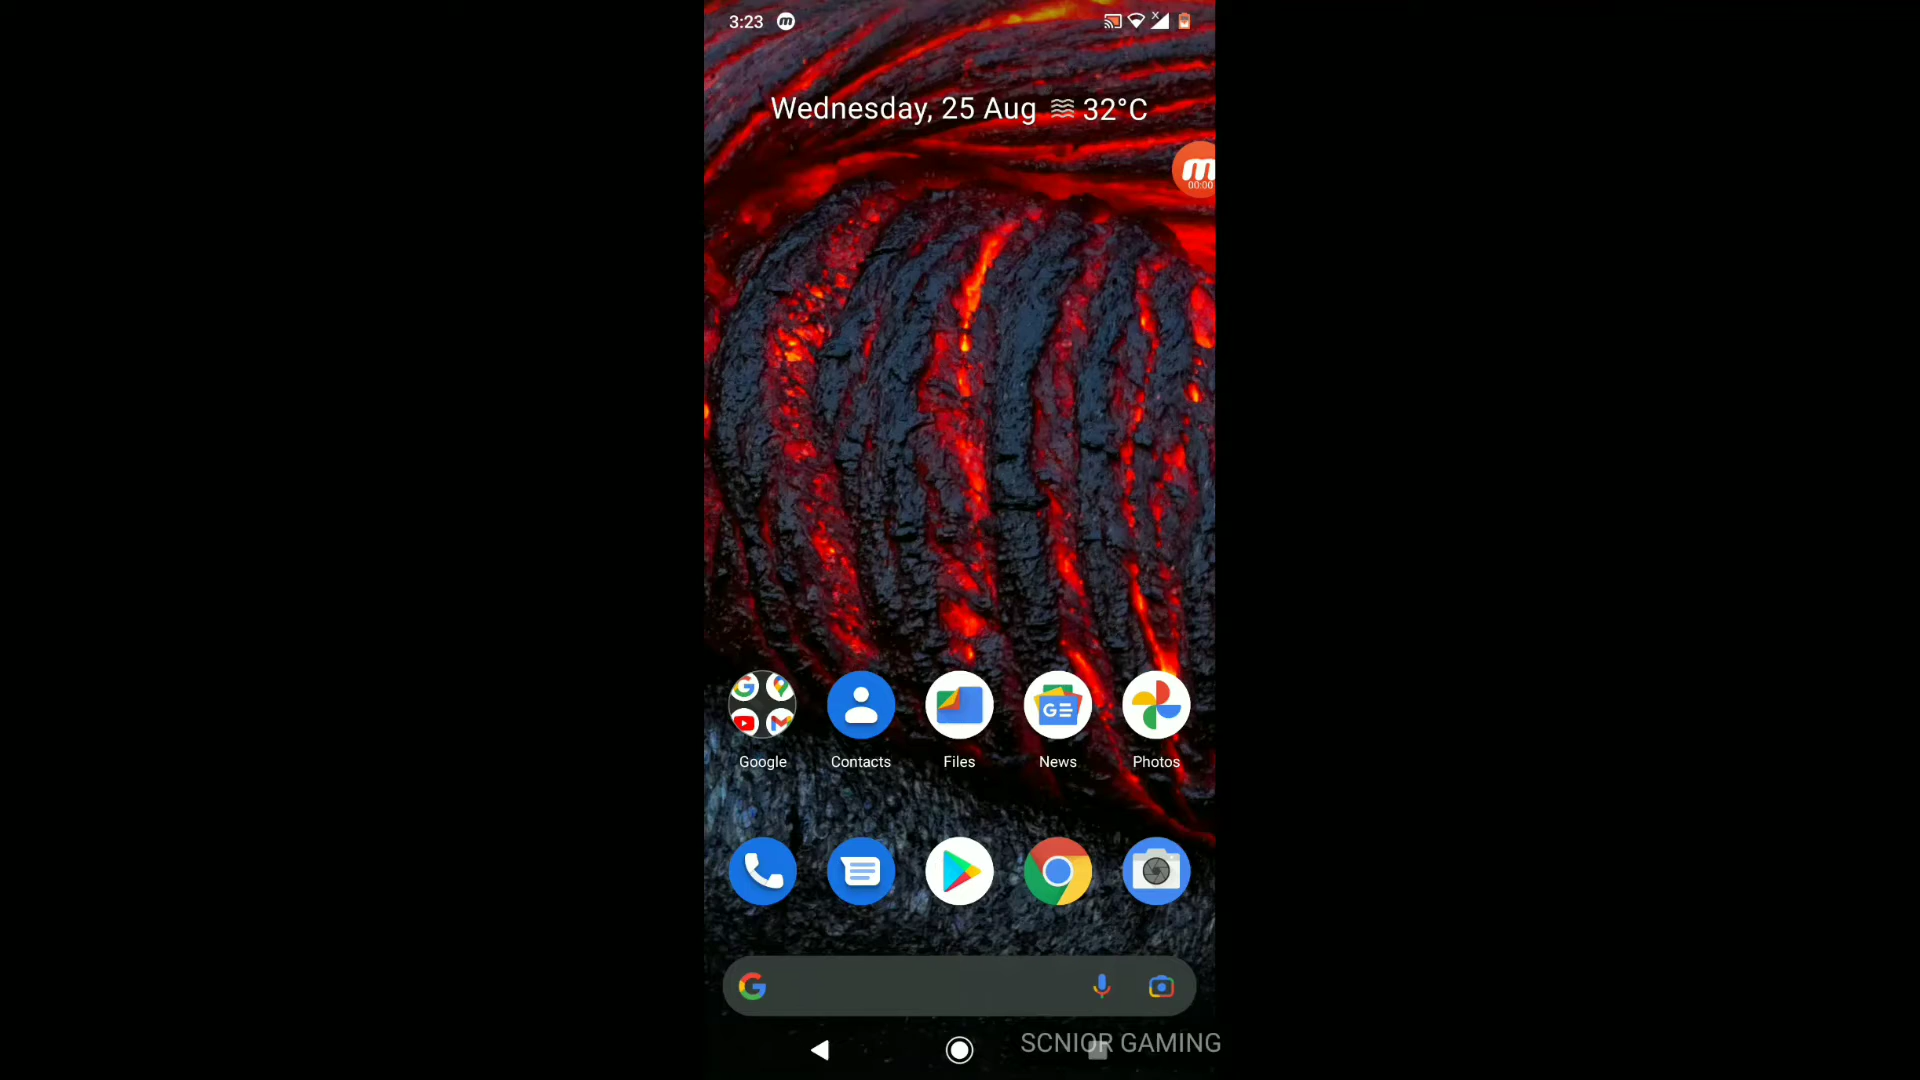 3:23
Wednesday, 25 Aug 32°C
00:00
Google Contacts Files News Photos
SCNIOR GAMING